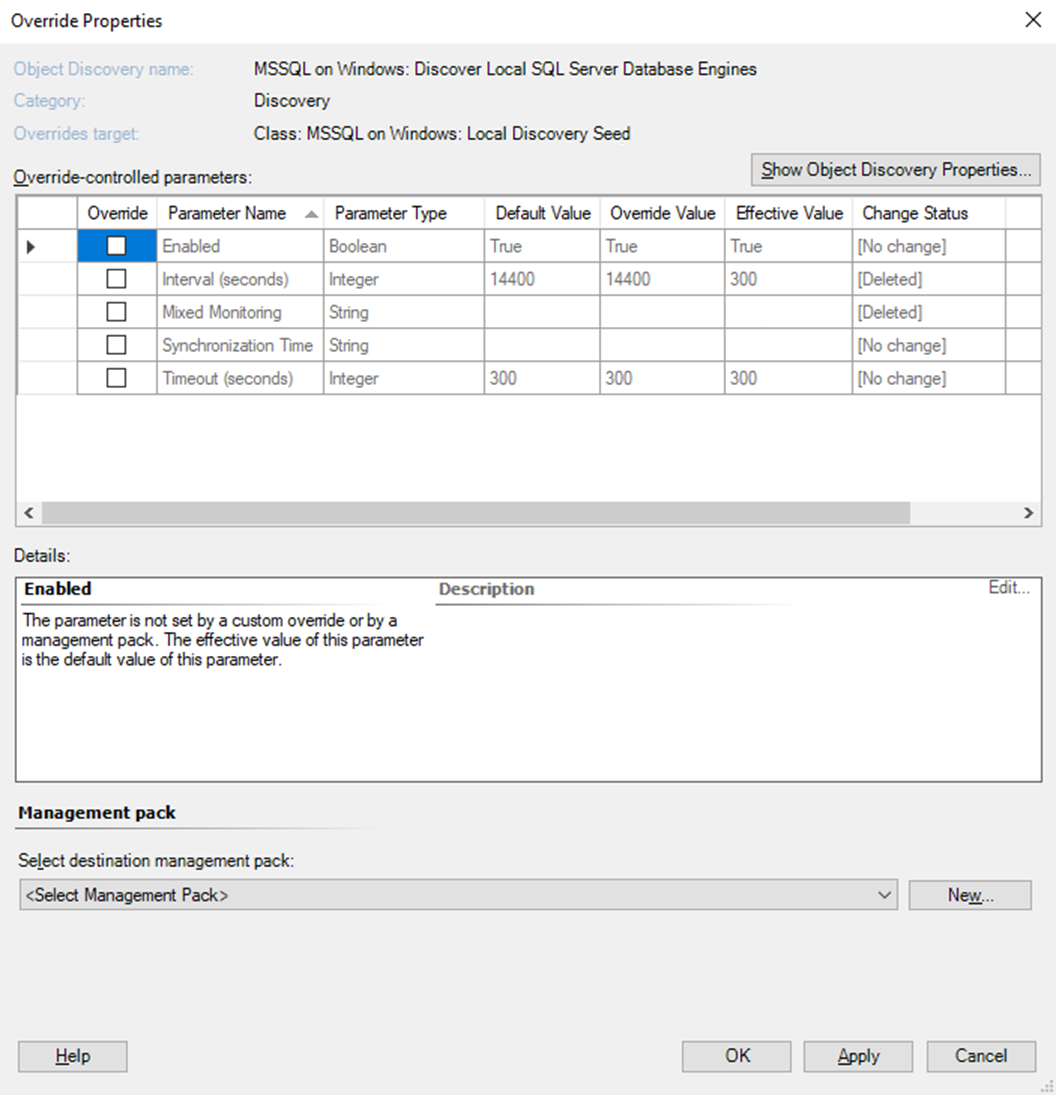 Override Properties
Object Discovery name: MSSQL on Windows: Discover Local SQL Server Database Engines
Category: Discovery
Overrides target: Class: MSSQL on Windows: Local Discovery Seed
Override-controlled parameters: Show Object Discovery Properties...
Override Parameter Name Parameter Type Default Value Override Value Effective Value Change Status
Enabled Boolean True True True [No change]
Interval (seconds) Integer 14400 14400 300 [Deleted]
Mixed Monitoring String [Deleted]
Synchronization Time String [No change]
Timeout (seconds) Integer 300 300 300 [No change]
Details:
Enabled Description Edit...
The parameter is not set by a custom override or by a
management pack. The effective value of this parameter
is the default value of this parameter.
Management pack
Select destination management pack:
<Select Management Pack> New...
Help OK Apply Cancel